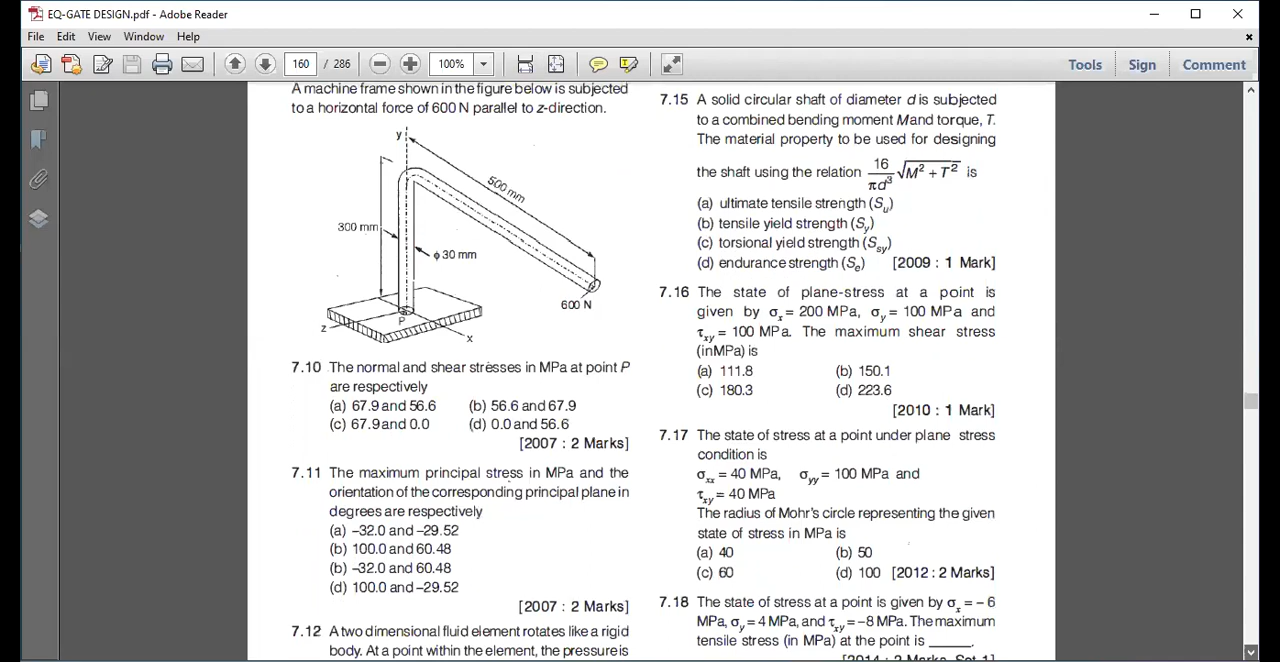 EQ-GATE DESIGN.pdf - Adobe Reader
File Edit View Window Help
160 / 286
100%
Tools Sign Comment
A machine frame shown in the figure below is subjected
to a horizontal force of 600 N parallel to z-direction.
y
500 mm
300 mm
ϕ 30 mm
600 N
P
z
x
7.10 The normal and shear stresses in MPa at point P
are respectively
(a) 67.9 and 56.6 (b) 56.6 and 67.9
(c) 67.9 and 0.0 (d) 0.0 and 56.6
[2007 : 2 Marks]
7.11 The maximum principal stress in MPa and the
orientation of the corresponding principal plane in
degrees are respectively
(a) –32.0 and –29.52
(b) 100.0 and 60.48
(b) –32.0 and 60.48
(d) 100.0 and –29.52
[2007 : 2 Marks]
7.12 A two dimensional fluid element rotates like a rigid
body. At a point within the element, the pressure is
7.15 A solid circular shaft of diameter d is subjected
to a combined bending moment M and torque, T.
The material property to be used for designing
the shaft using the relation 16/πd³ √M² + T² is
(a) ultimate tensile strength (Su)
(b) tensile yield strength (Sy)
(c) torsional yield strength (Ssy)
(d) endurance strength (Se) [2009 : 1 Mark]
7.16 The state of plane-stress at a point is
given by σx = 200 MPa, σy = 100 MPa and
τxy = 100 MPa. The maximum shear stress
(inMPa) is
(a) 111.8 (b) 150.1
(c) 180.3 (d) 223.6
[2010 : 1 Mark]
7.17 The state of stress at a point under plane stress
condition is
σxx = 40 MPa, σyy = 100 MPa and
τxy = 40 MPa
The radius of Mohr's circle representing the given
state of stress in MPa is
(a) 40 (b) 50
(c) 60 (d) 100 [2012 : 2 Marks]
7.18 The state of stress at a point is given by σx = – 6
MPa, σy = 4 MPa, and τxy = –8 MPa. The maximum
tensile stress (in MPa) at the point is ______.
[2014 : 2 Marks, Set-1]